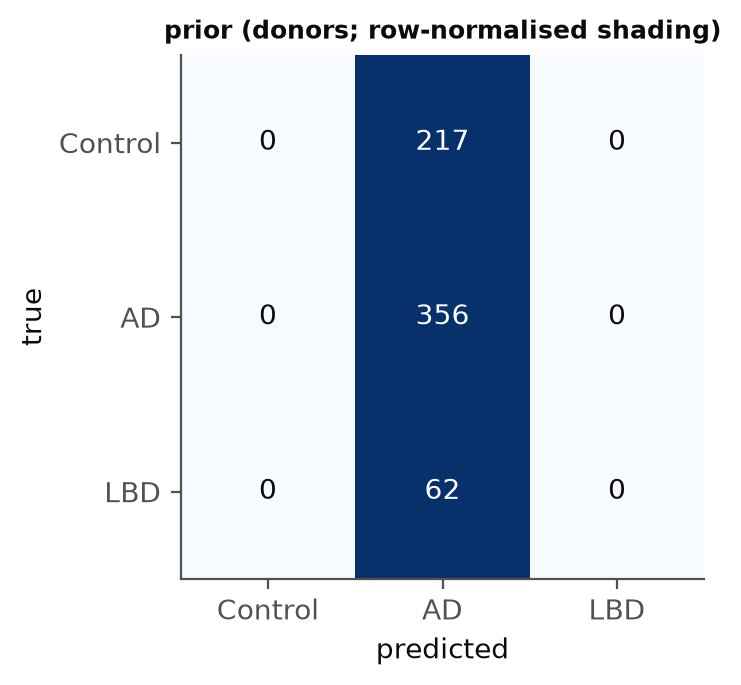 prior (donors; row-normalised shading)
Control 0 217 0
AD 0 356 0
LBD 0 62 0
true
Control AD LBD
predicted